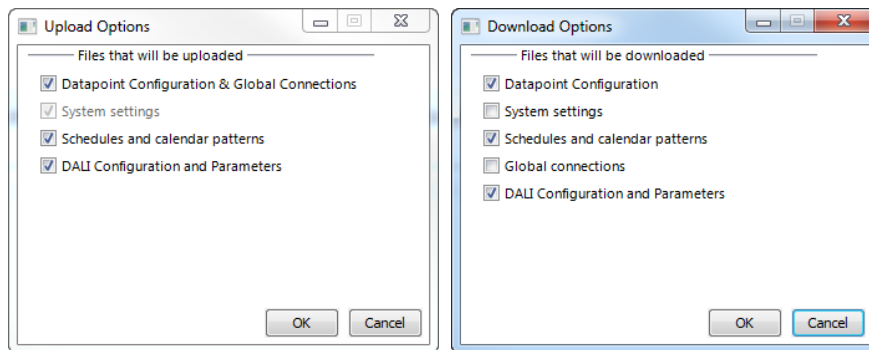 Upload Options
Files that will be uploaded
Datapoint Configuration & Global Connections
System settings
Schedules and calendar patterns
DALI Configuration and Parameters
OK Cancel
Download Options
Files that will be downloaded
Datapoint Configuration
System settings
Schedules and calendar patterns
Global connections
DALI Configuration and Parameters
OK Cancel